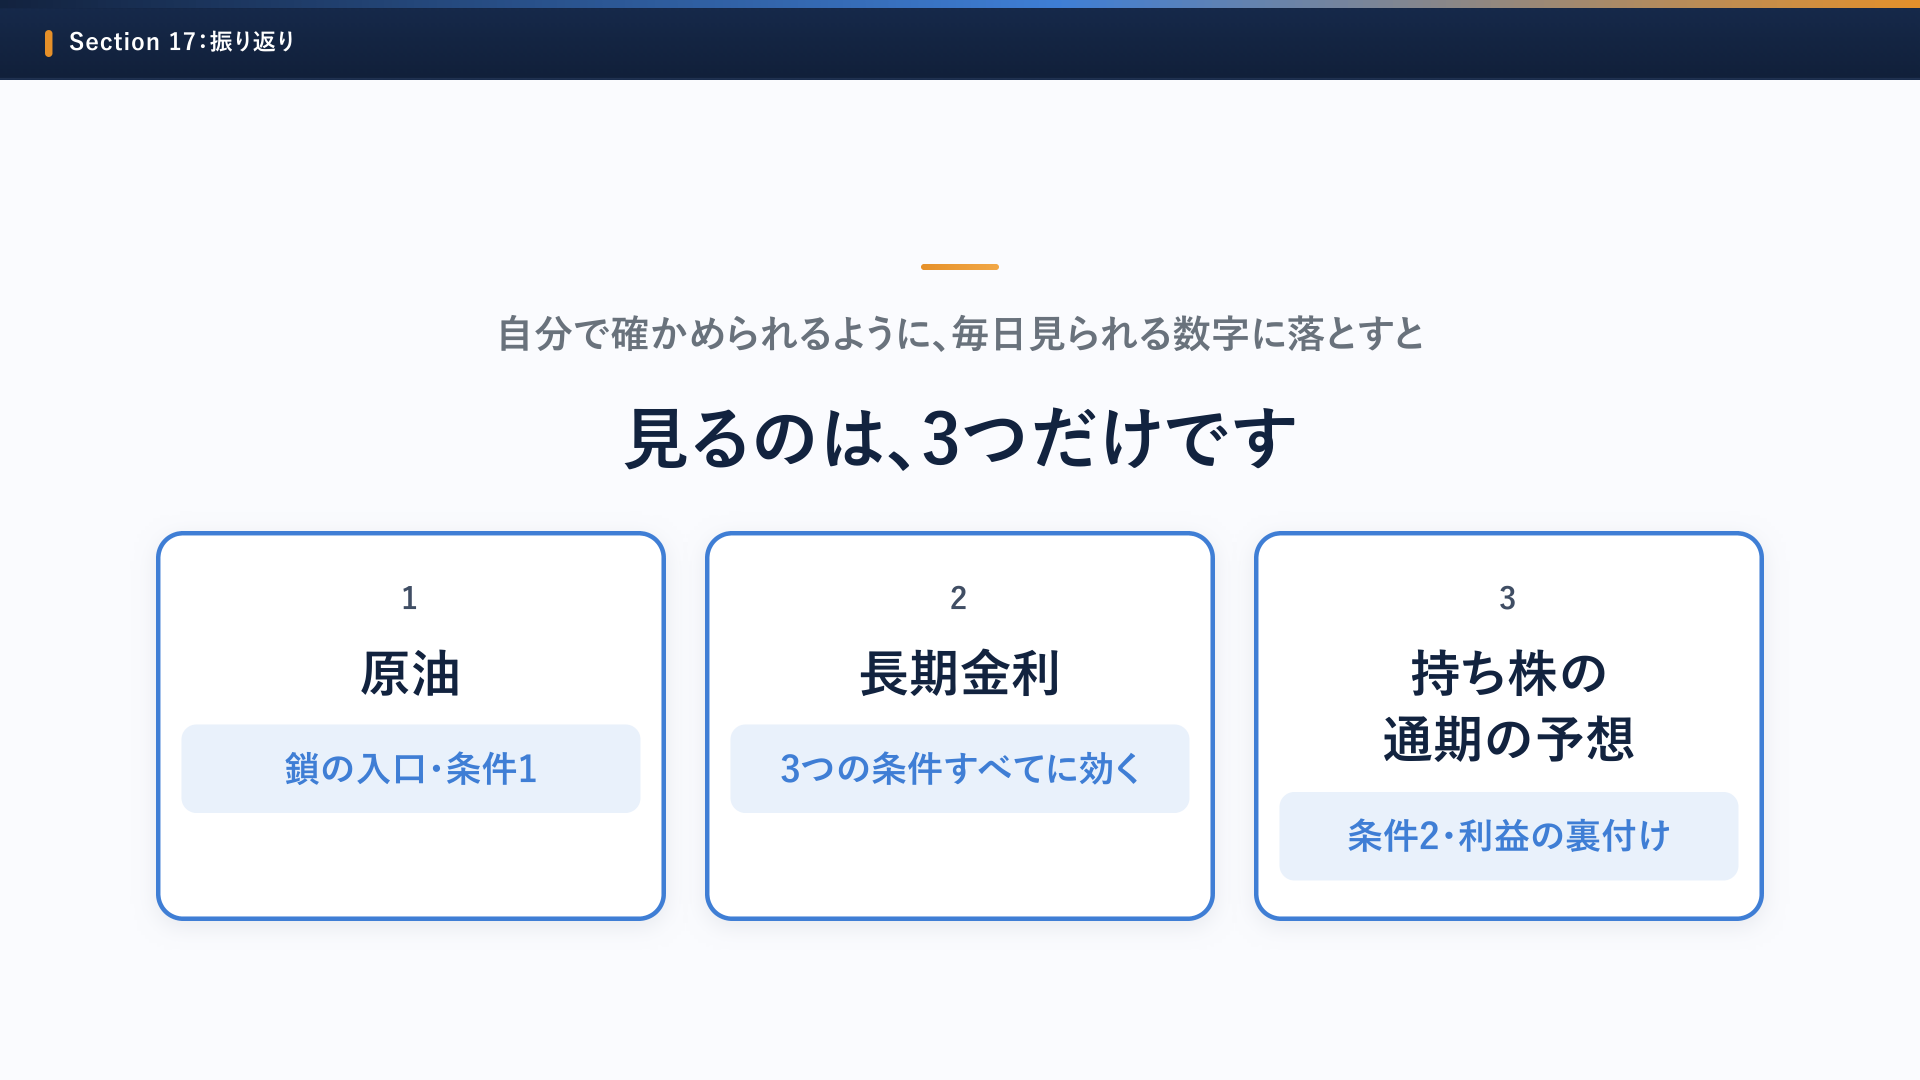 Section 17：振り返り
自分で確かめられるように、毎日見られる数字に落とすと
見るのは、3つだけです
1
原油
鎖の入口・条件1
2
長期金利
3つの条件すべてに効く
3
持ち株の
通期の予想
条件2・利益の裏付け